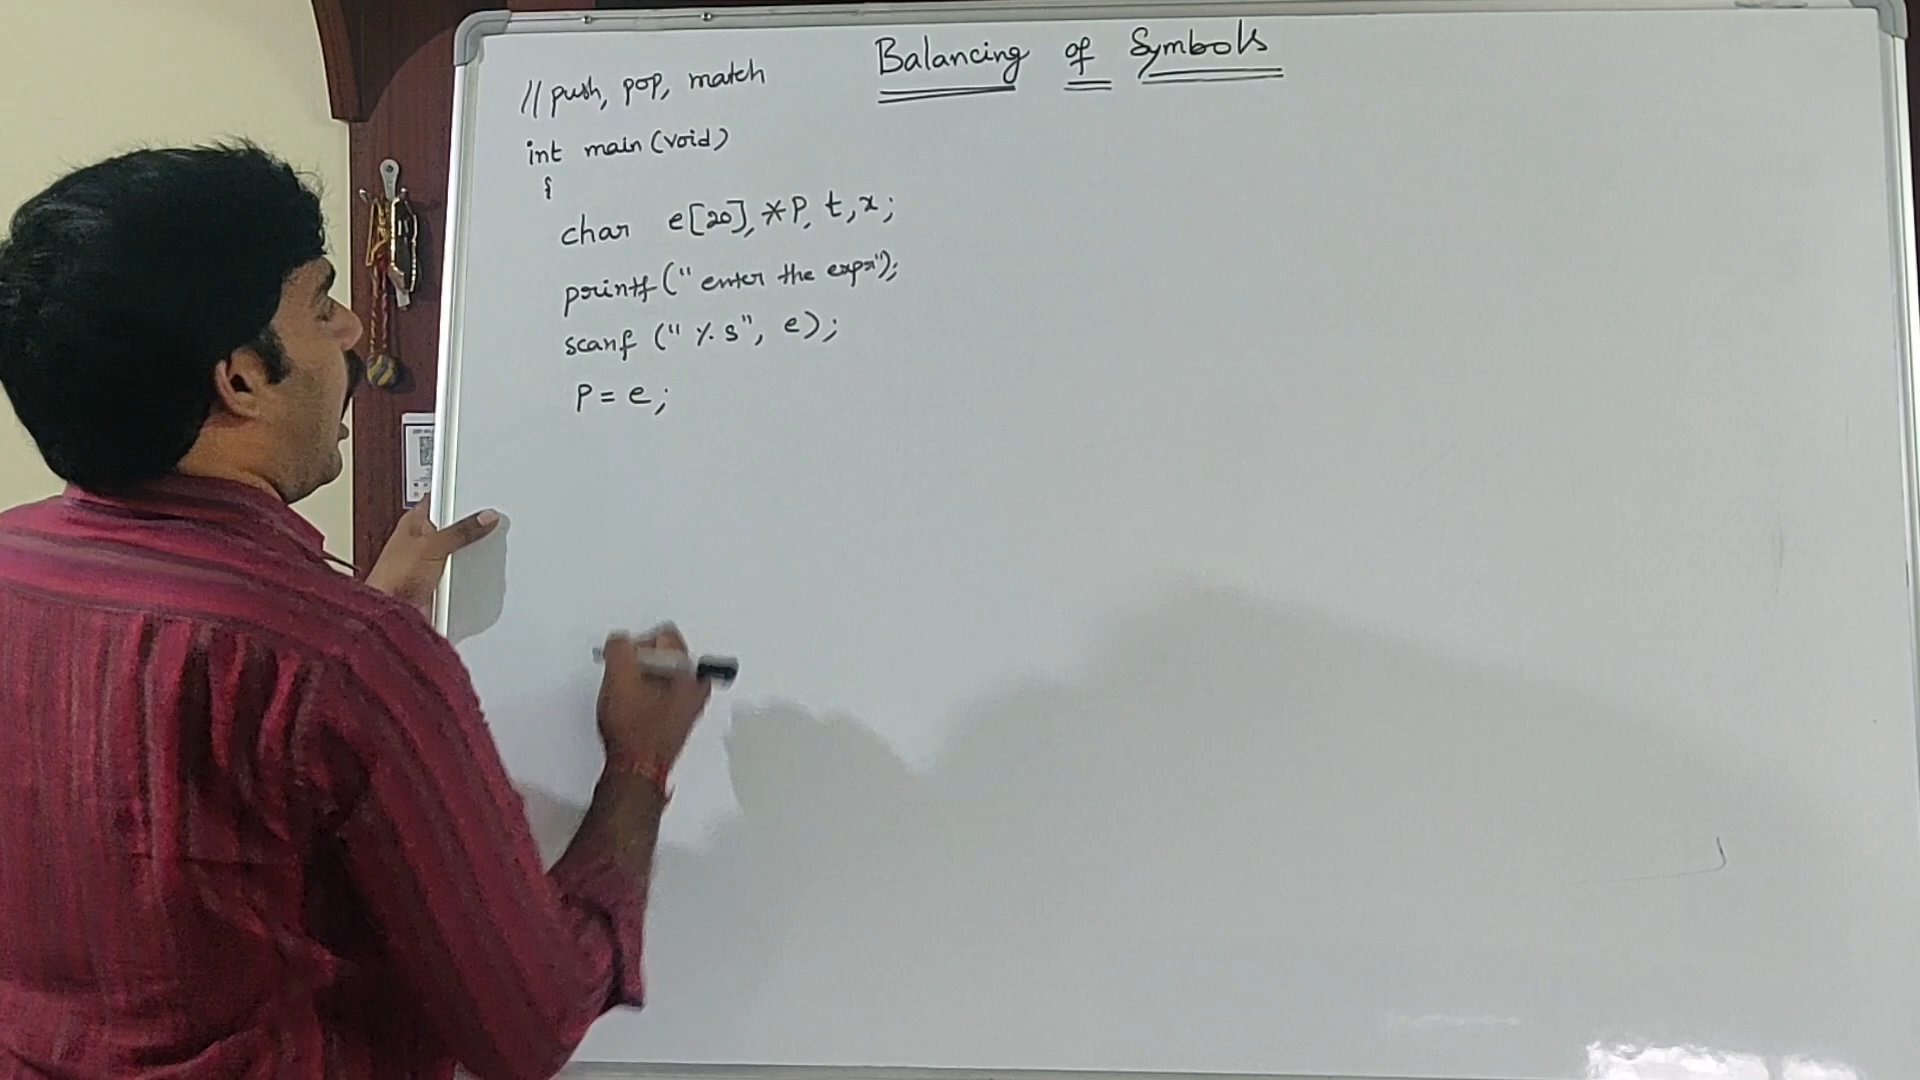 Balancing of Symbols
// push, pop, match
int main (void)
{
char e[20], *P, t, x;
printf (" enter the expr");
scanf (" %s", e);
P = e;